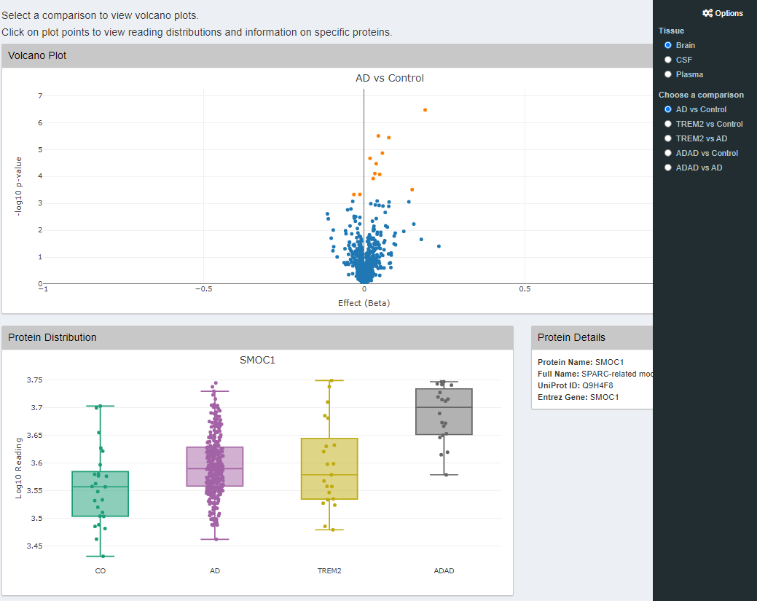 Select a comparison to view volcano plots.
Click on plot points to view reading distributions and information on specific proteins.
Volcano Plot
AD vs Control
7
6
5
4
3
2
1
0
-log10 p-value
−1
−0.5
0
0.5
Effect (Beta)
Options
Tissue
Brain
CSF
Plasma
Choose a comparison
AD vs Control
TREM2 vs Control
TREM2 vs AD
ADAD vs Control
ADAD vs AD
Protein Distribution
SMOC1
3.75
3.7
3.65
3.6
3.55
3.5
3.45
Log10 Reading
CO
AD
TREM2
ADAD
Protein Details
Protein Name: SMOC1
Full Name: SPARC-related moc
UniProt ID: Q9H4F8
Entrez Gene: SMOC1